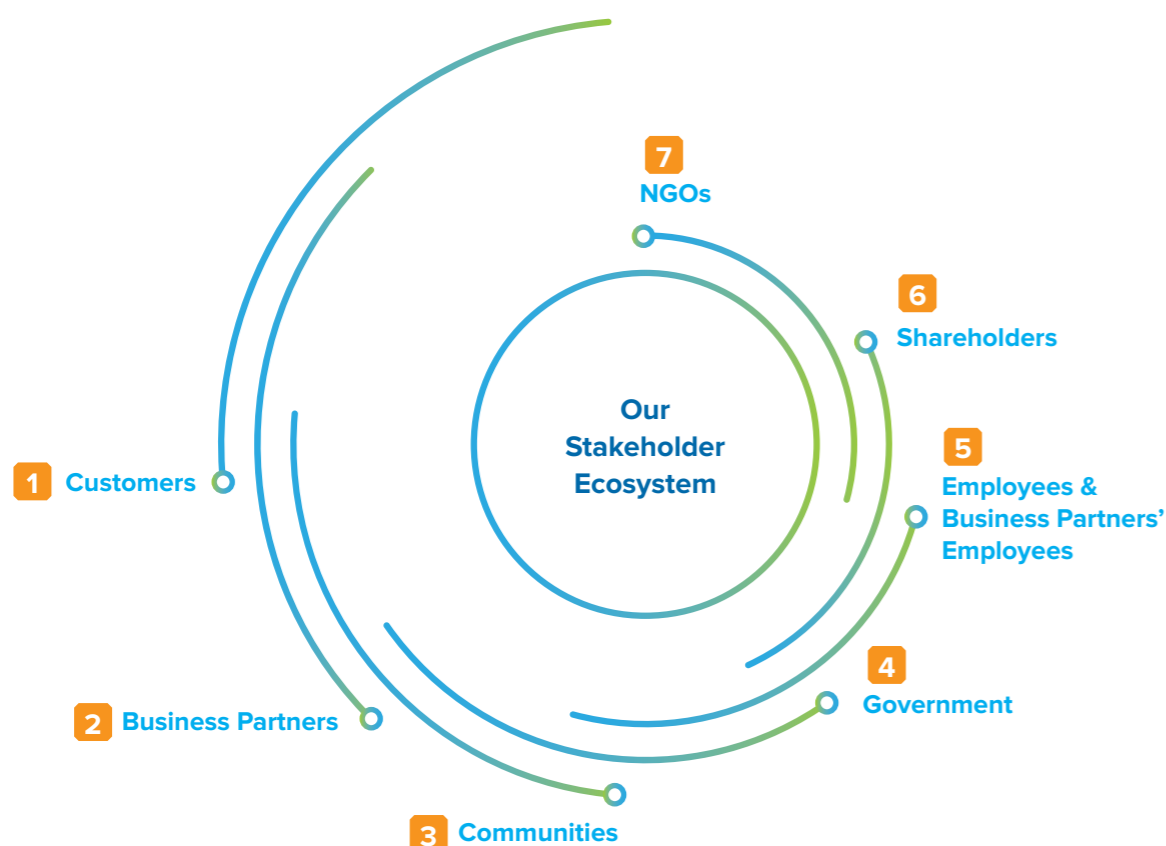 7
NGOs
6
Shareholders
Our
Stakeholder
Ecosystem
5
Employees &
Business Partners’
Employees
1 Customers
4
Government
2 Business Partners
3 Communities